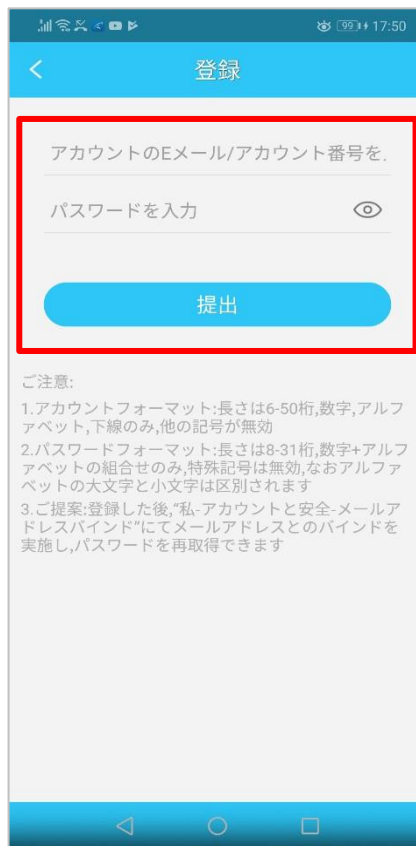 99 17:50
登録
アカウントのEメール/アカウント番号を.
パスワードを入力
提出
ご注意:
1.アカウントフォーマット:長さは6-50桁,数字,アルフ
ァベット,下線のみ,他の記号が無効
2.パスワードフォーマット:長さは8-31桁,数字+アルフ
ァベットの組合せのみ,特殊記号は無効,なおアルファ
ベットの大文字と小文字は区別されます
3.ご提案:登録した後,“私-アカウントと安全-メールア
ドレスバインド”にてメールアドレスとのバインドを
実施し,パスワードを再取得できます